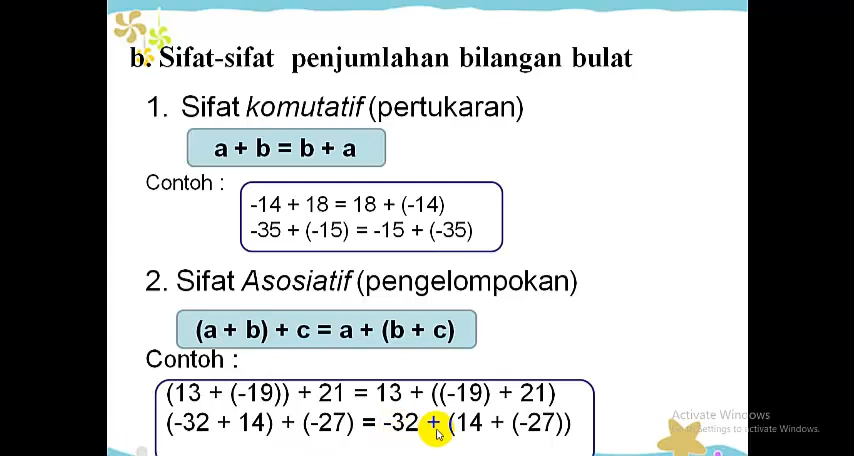 b. Sifat-sifat penjumlahan bilangan bulat
1. Sifat komutatif (pertukaran)
a + b = b + a
Contoh :
-14 + 18 = 18 + (-14)
-35 + (-15) = -15 + (-35)
2. Sifat Asosiatif (pengelompokan)
(a + b) + c = a + (b + c)
Contoh :
(13 + (-19)) + 21 = 13 + ((-19) + 21)
(-32 + 14) + (-27) = -32 + (14 + (-27))
Activate Windows
Settings to activate Windows.